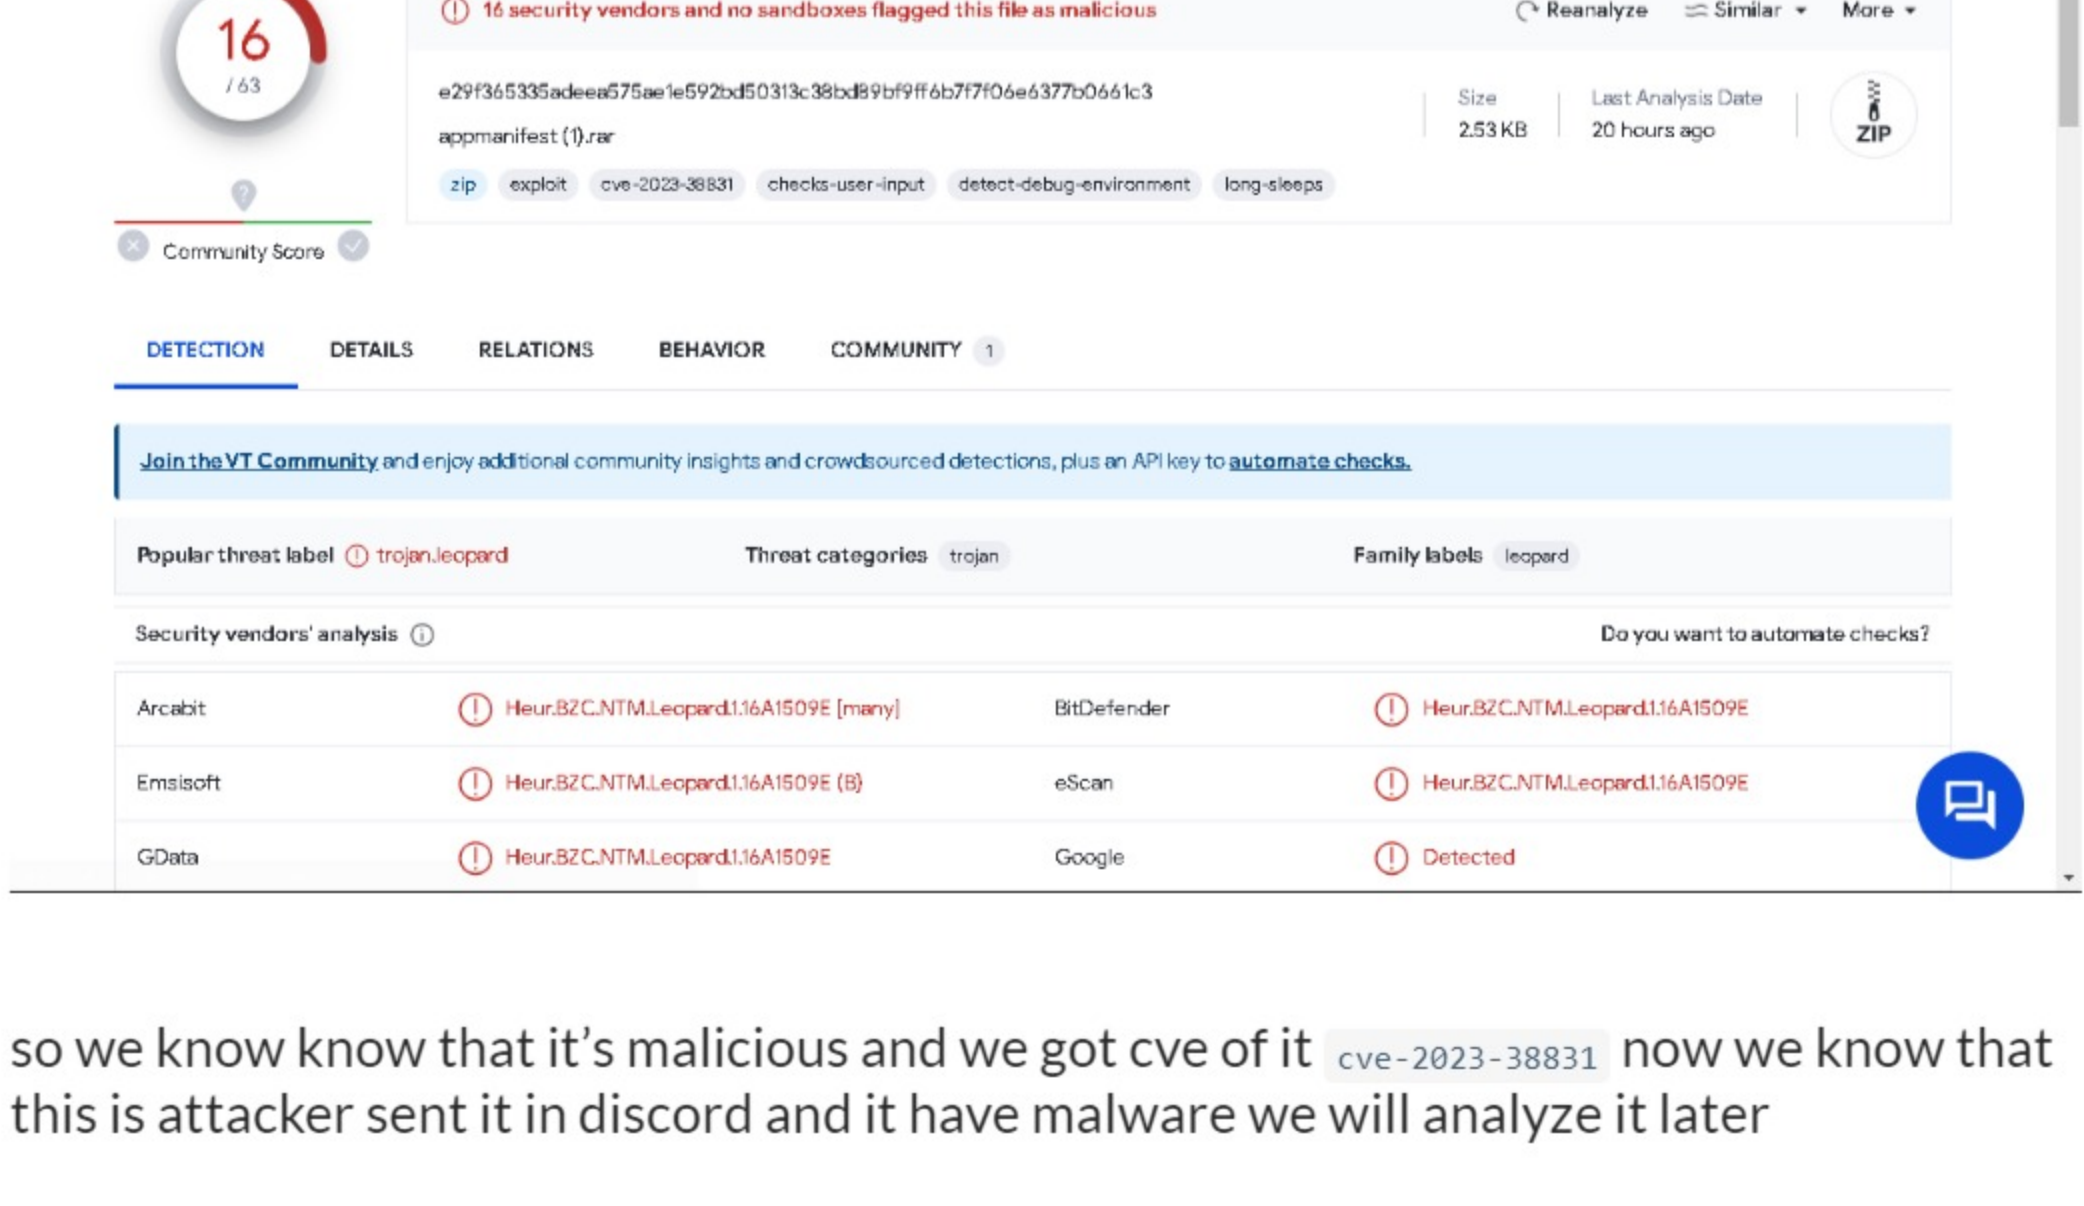 16 security vendors and no sandboxes flagged this file as malicious
Reanalyze Similar More
16
/ 63
e29f365335adeea575ae1e592bd50313c38bd89bf9ff6b7f7f06e6377b0661c3
appmanifest (1).rar
Size
2.53 KB
Last Analysis Date
20 hours ago
ZIP
zip exploit cve-2023-38831 checks-user-input detect-debug-environment long-sleeps
?
Community Score
DETECTION DETAILS RELATIONS BEHAVIOR COMMUNITY 1
Join the VT Community and enjoy additional community insights and crowdsourced detections, plus an API key to automate checks.
Popular threat label trojan.leopard Threat categories trojan Family labels leopard
Security vendors' analysis Do you want to automate checks?
Arcabit Heur.BZC.NTM.Leopard.1.16A1509E [many] BitDefender Heur.BZC.NTM.Leopard.1.16A1509E
Emsisoft Heur.BZC.NTM.Leopard.1.16A1509E (B) eScan Heur.BZC.NTM.Leopard.1.16A1509E
GData Heur.BZC.NTM.Leopard.1.16A1509E Google Detected
so we know know that it’s malicious and we got cve of it cve-2023-38831 now we know that
this is attacker sent it in discord and it have malware we will analyze it later